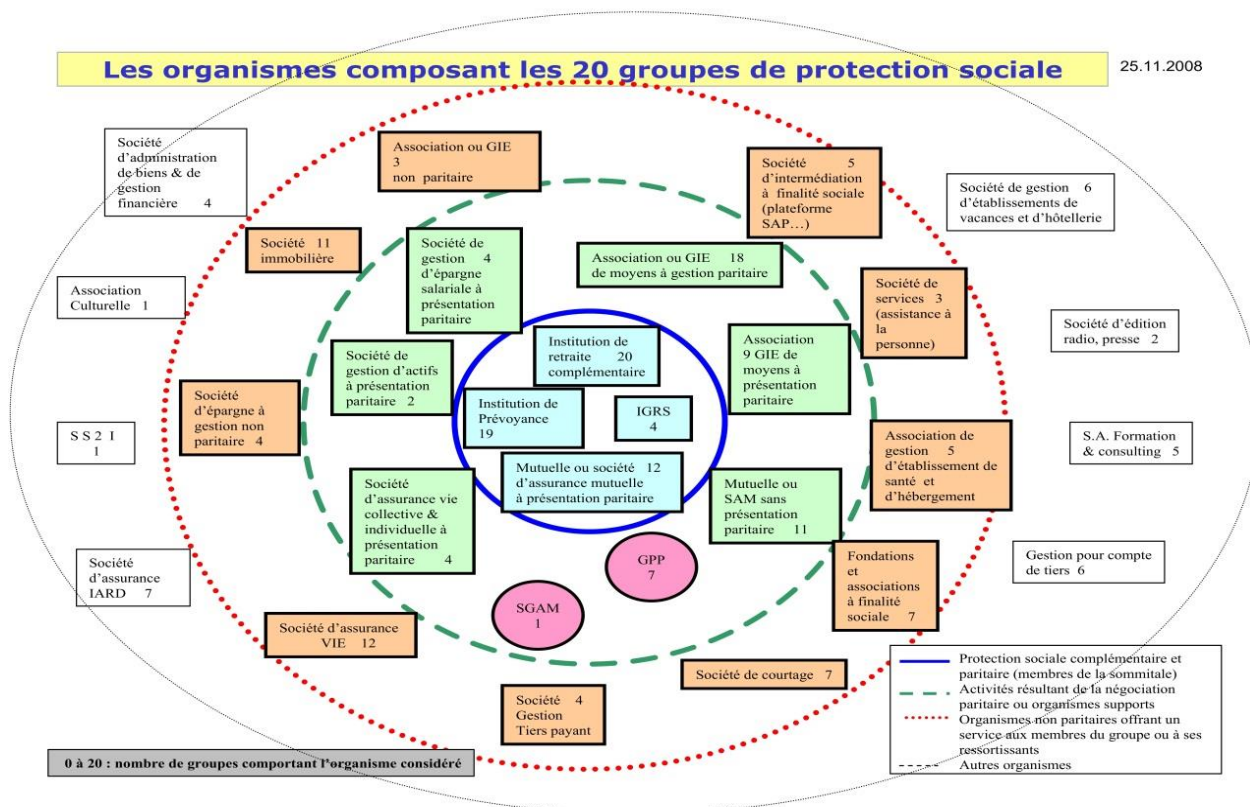 Les organismes composant les 20 groupes de protection sociale
25.11.2008
Société
d'administration
de biens & de
gestion
financière 4
Association ou GIE
3
non paritaire
Société 5
d'intermédiation
à finalité sociale
(plateforme
SAP…)
Société de gestion 6
d'établissements de
vacances et d'hôtellerie
Société 11
immobilière
Société de
gestion 4
d'épargne
salariale à
présentation
paritaire
Association ou GIE 18
de moyens à gestion paritaire
Association
Culturelle 1
Société de
services 3
(assistance à
la
personne)
Société d'édition
radio, presse 2
Institution de
retraite 20
complémentaire
Association
9 GIE de
moyens à
présentation
paritaire
Société de
gestion d'actifs à
présentation
paritaire 2
Société
d'épargne à
gestion non
paritaire 4
Institution de
Prévoyance
19
IGRS
4
S S 2 I
1
Association de
gestion 5
d'établissement de
santé et
d'hébergement
S.A. Formation
& consulting 5
Mutuelle ou société 12
d'assurance mutuelle
à présentation paritaire
Société
d'assurance vie
collective &
individuelle à
présentation
paritaire 4
Mutuelle ou
SAM sans
présentation
paritaire 11
Société
d'assurance
IARD 7
GPP
7
Fondations
et
associations
à finalité
sociale
7
Gestion pour compte
de tiers 6
SGAM
1
Société d'assurance
VIE 12
Société de courtage 7
Société 4
Gestion
Tiers payant
Protection sociale complémentaire et
paritaire (membres de la sommitale)
Activités résultant de la négociation
paritaire ou organismes supports
Organismes non paritaires offrant un
service aux membres du groupe ou à ses
ressortissants
Autres organismes
0 à 20 : nombre de groupes comportant l'organisme considéré